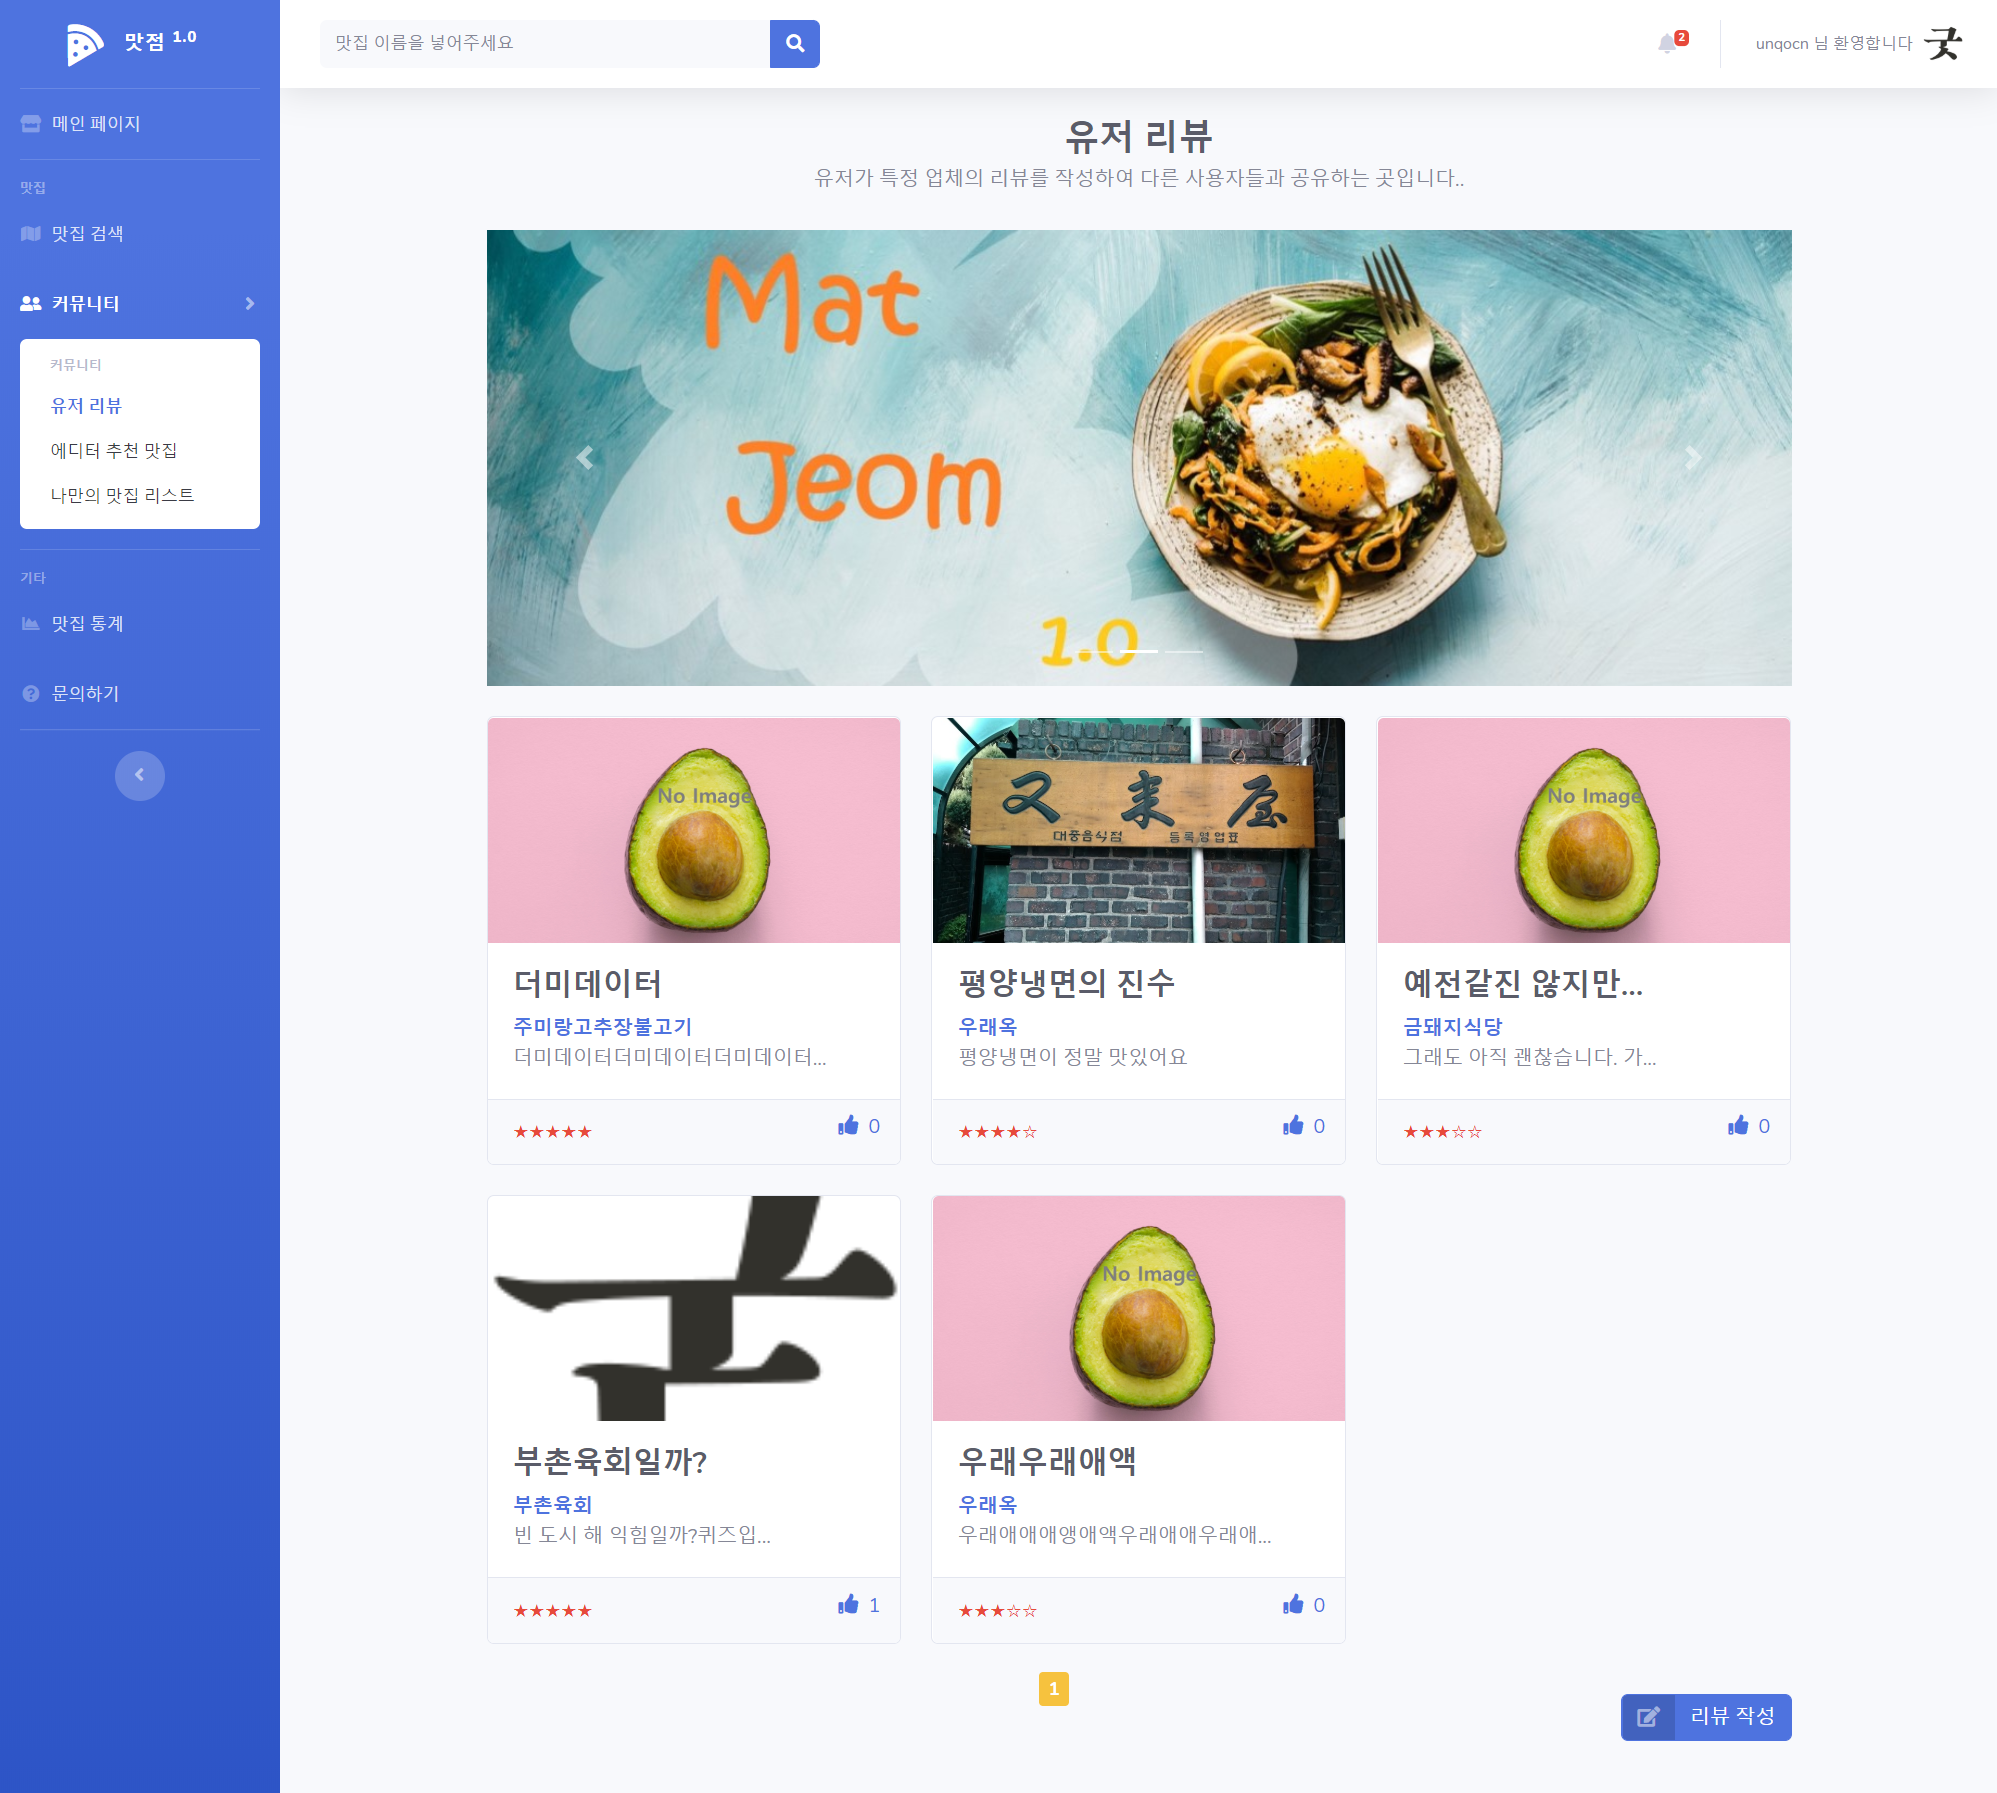 맛점 1.0
맛집 이름을 넣어주세요
2
unqocn 님 환영합니다
굿
메인 페이지
맛집
맛집 검색
커뮤니티
커뮤니티
유저 리뷰
에디터 추천 맛집
나만의 맛집 리스트
기타
맛집 통계
문의하기
유저 리뷰
유저가 특정 업체의 리뷰를 작성하여 다른 사용자들과 공유하는 곳입니다..
Mat
Jeom
1.0
No Image
더미데이터
주미랑고추장불고기
더미데이터더미데이터더미데이터...
★★★★★
0
又来屋
대중음식점 등록영업표
평양냉면의 진수
우래옥
평양냉면이 정말 맛있어요
★★★★☆
0
No Image
예전같진 않지만...
금돼지식당
그래도 아직 괜찮습니다. 가...
★★★☆☆
0
부촌육회일까?
부촌육회
빈 도시 해 익힘일까?퀴즈입...
★★★★★
1
No Image
우래우래애액
우래옥
우래애애애앵애액우래애애우래애...
★★★☆☆
0
1
리뷰 작성